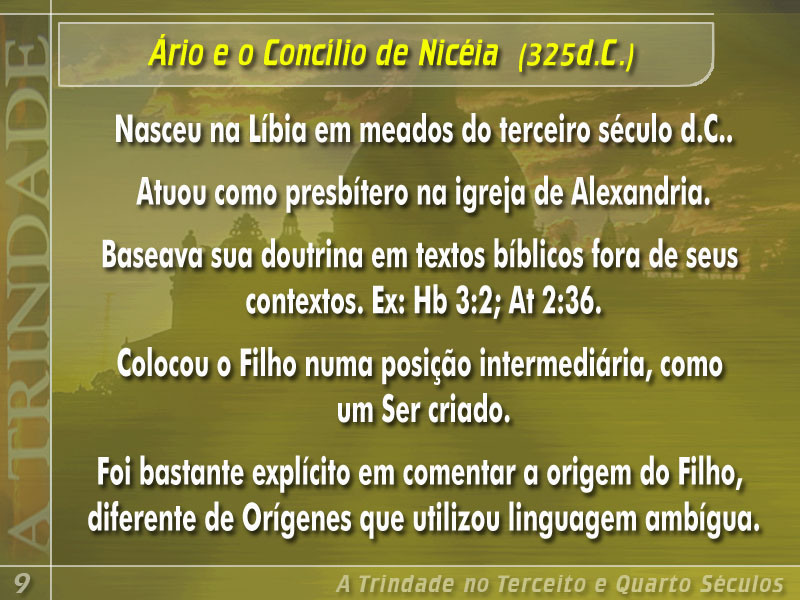 Ário e o Concílio de Nicéia (325d.C.)
A TRINDADE
Nasceu na Líbia em meados do terceiro século d.C..
Atuou como presbítero na igreja de Alexandria.
Baseava sua doutrina em textos bíblicos fora de seus
contextos. Ex: Hb 3:2; At 2:36.
Colocou o Filho numa posição intermediária, como
um Ser criado.
Foi bastante explícito em comentar a origem do Filho,
diferente de Orígenes que utilizou linguagem ambígua.
9
A Trindade no Terceito e Quarto Séculos